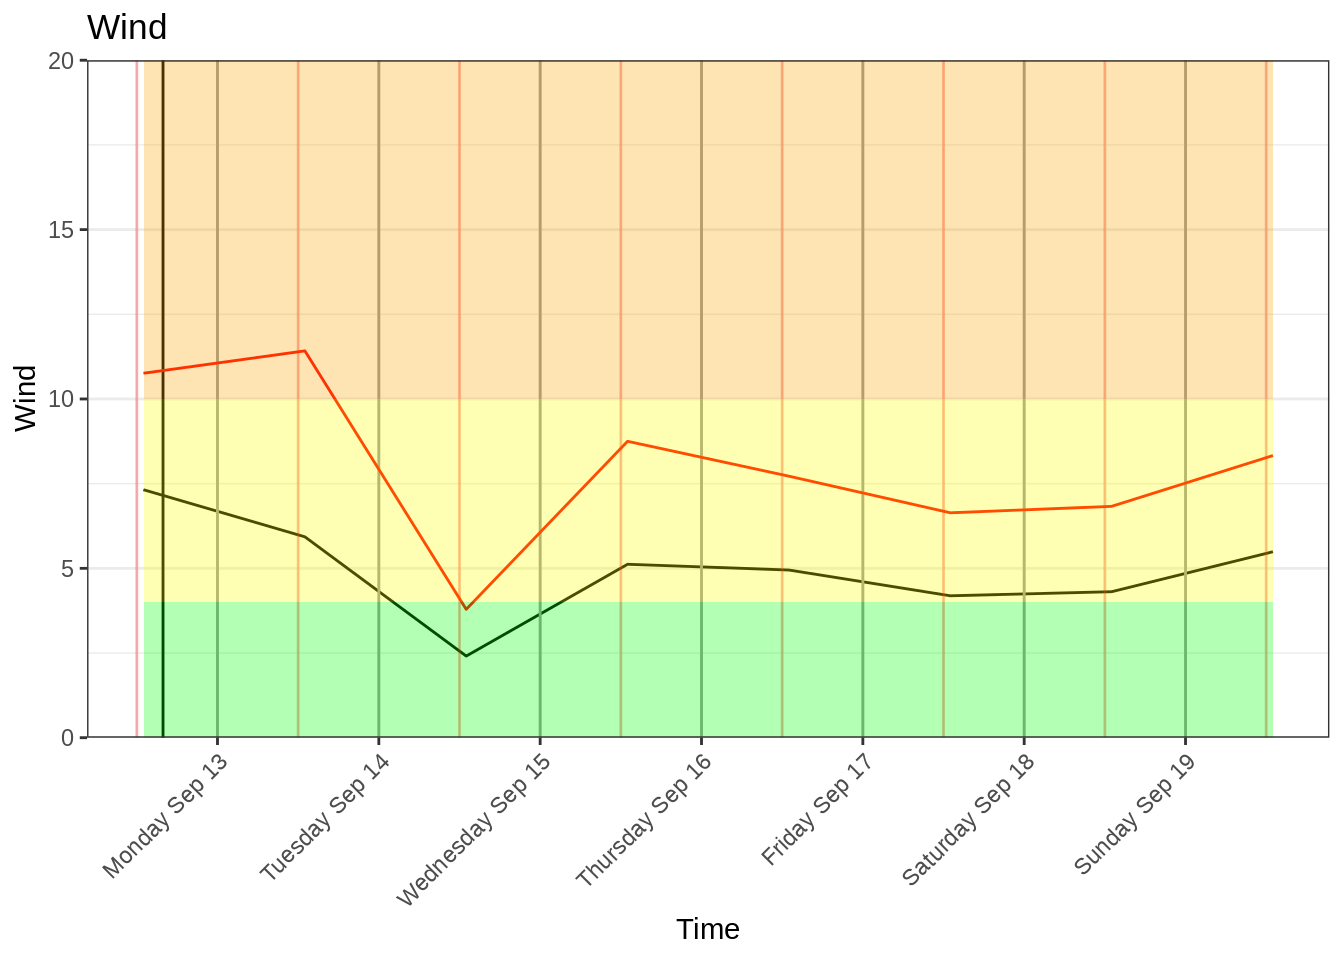 Wind
20
15
10
5
0
Wind
Monday Sep 13
Tuesday Sep 14
Wednesday Sep 15
Thursday Sep 16
Friday Sep 17
Saturday Sep 18
Sunday Sep 19
Time